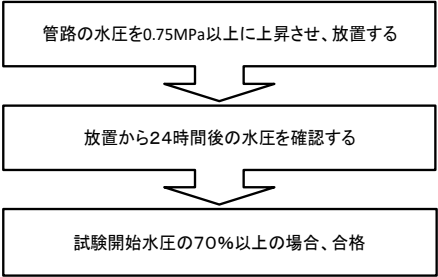 管路の水圧を0.75MPa以上に上昇させ、放置する
放置から24時間後の水圧を確認する
試験開始水圧の70%以上の場合、合格